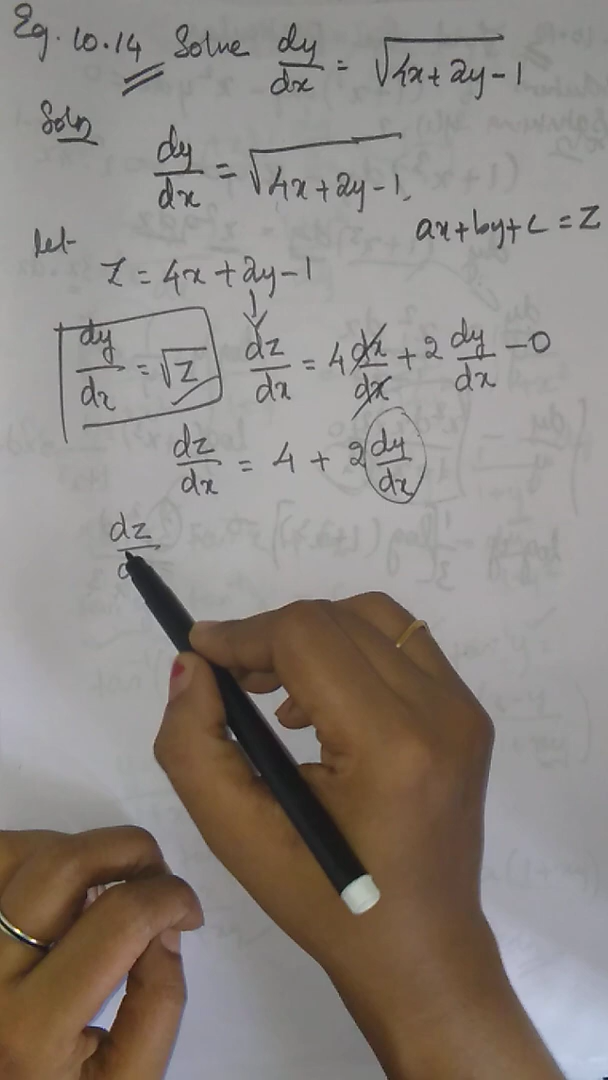 Eg. 10.14 Solve dy/dx = √4x+2y-1
Soln
dy/dx = √4x+2y-1.
ax+by+c = Z
let
Z = 4x+2y-1
dy/dx = √Z
dz/dx = 4 dx/dx + 2 dy/dx - 0
dz/dx = 4 + 2 dy/dx
dz